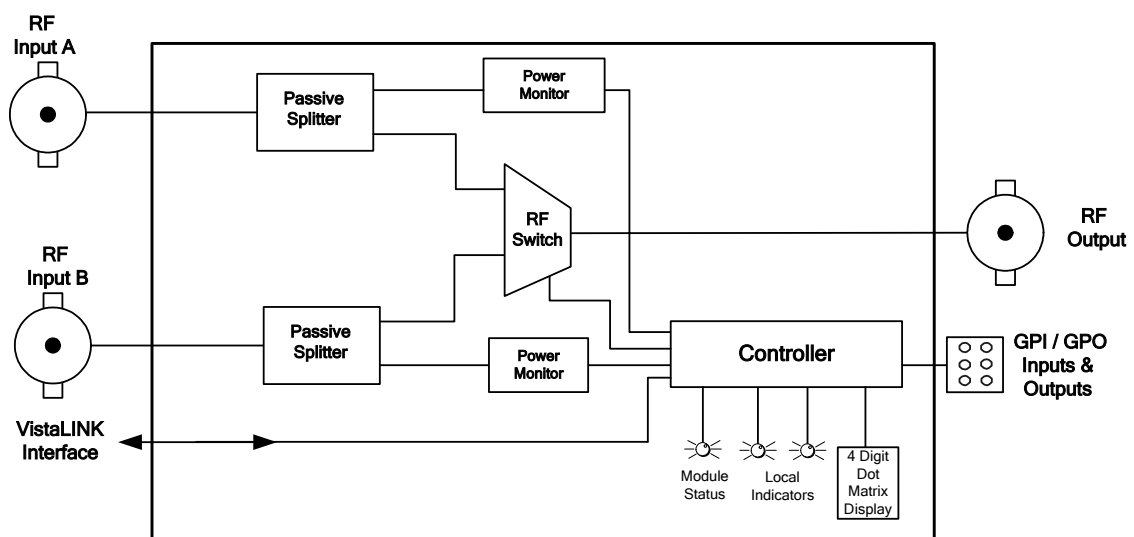 RF
Input A
Passive
Splitter
Power
Monitor
RF
Switch
RF
Output
RF
Input B
Passive
Splitter
Power
Monitor
Controller
GPI / GPO
Inputs &
Outputs
VistaLINK
Interface
Module
Status
Local
Indicators
4 Digit
Dot
Matrix
Display